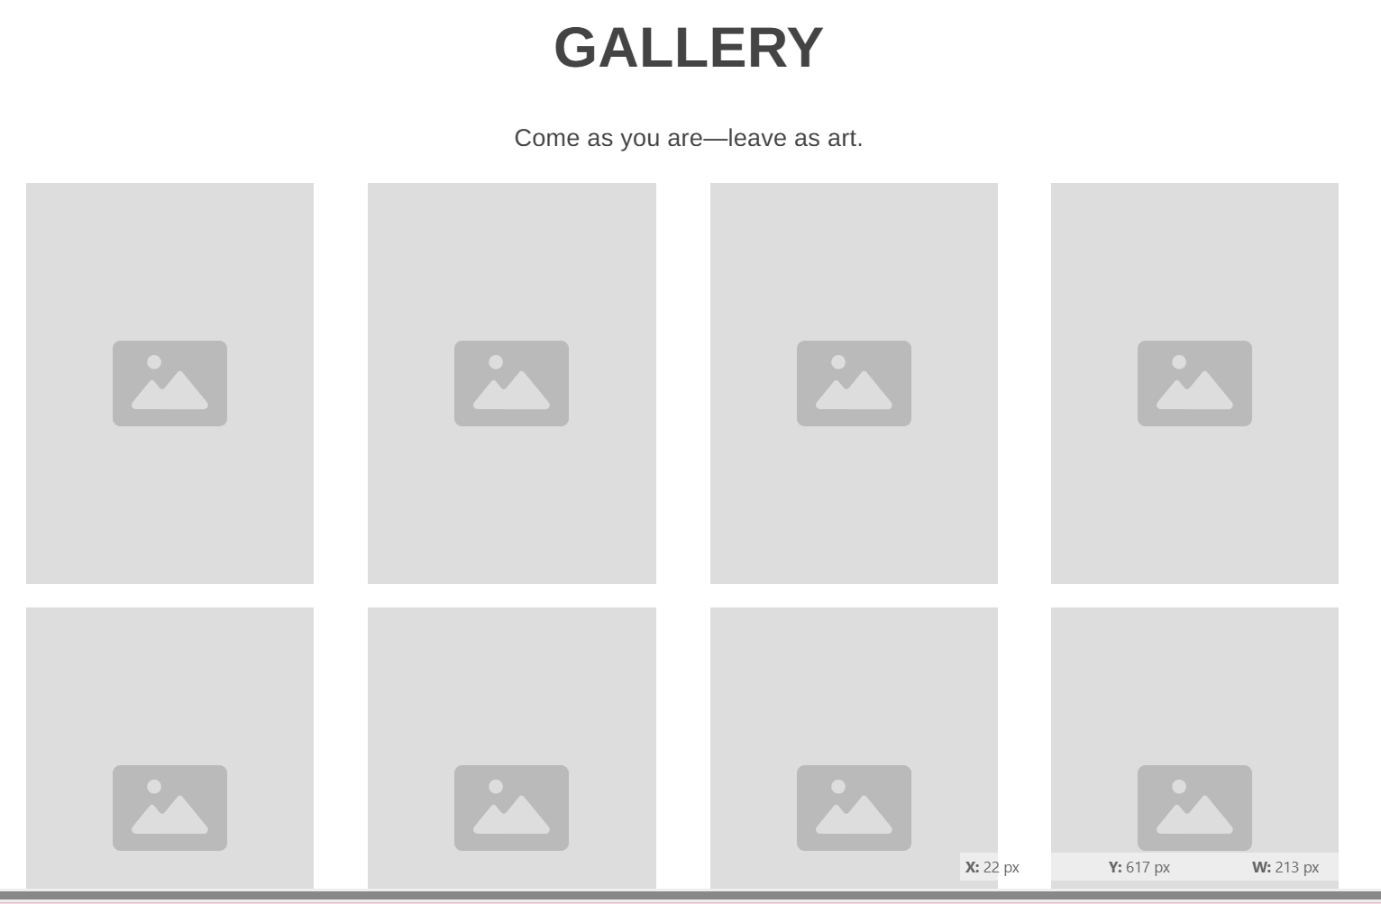 GALLERY
Come as you are—leave as art.
X: 22 px Y: 617 px W: 213 px